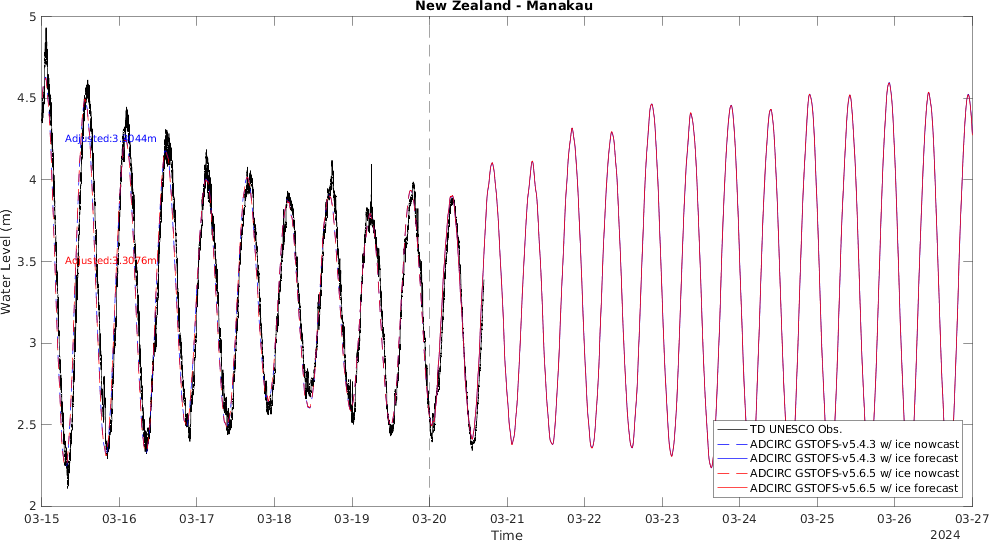 New Zealand - Manakau
5
4.5
4
3.5
3
2.5
2
Water Level (m)
Adjusted:3.3044m
Adjusted:3.3076m
TD UNESCO Obs.
ADCIRC GSTOFS-v5.4.3 w/ ice nowcast
ADCIRC GSTOFS-v5.4.3 w/ ice forecast
ADCIRC GSTOFS-v5.6.5 w/ ice nowcast
ADCIRC GSTOFS-v5.6.5 w/ ice forecast
03-15 03-16 03-17 03-18 03-19 03-20 03-21 03-22 03-23 03-24 03-25 03-26 03-27
Time
2024